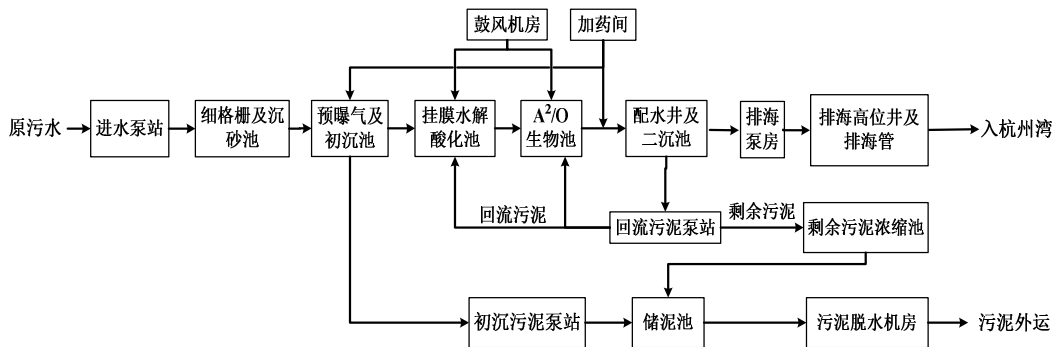 鼓风机房
加药间
原污水
进水泵站
细格栅及沉
砂池
预曝气及
初沉池
挂膜水解
酸化池
A²/O
生物池
配水井及
二沉池
排海
泵房
排海高位井及
排海管
入杭州湾
回流污泥
回流污泥泵站
剩余污泥
剩余污泥浓缩池
初沉污泥泵站
储泥池
污泥脱水机房
污泥外运